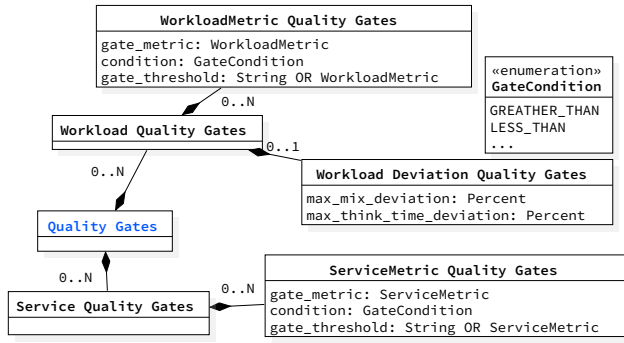 WorkloadMetric Quality Gates
gate_metric: WorkloadMetric
condition: GateCondition
gate_threshold: String OR WorkloadMetric
«enumeration»
GateCondition
GREATHER_THAN
LESS_THAN
...
0..N
Workload Quality Gates
0..1
Workload Deviation Quality Gates
max_mix_deviation: Percent
max_think_time_deviation: Percent
0..N
Quality Gates
0..N
Service Quality Gates
0..N
ServiceMetric Quality Gates
gate_metric: ServiceMetric
condition: GateCondition
gate_threshold: String OR ServiceMetric